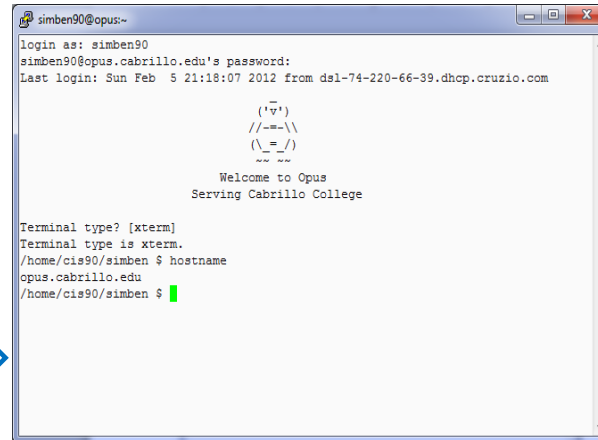 simben90@opus:~
login as: simben90
simben90@opus.cabrillo.edu's password:
Last login: Sun Feb  5 21:18:07 2012 from dsl-74-220-66-39.dhcp.cruzio.com
_
('v')
//-=-\\
(\_=_/)
~~ ~~
Welcome to Opus
Serving Cabrillo College
Terminal type? [xterm]
Terminal type is xterm.
/home/cis90/simben $ hostname
opus.cabrillo.edu
/home/cis90/simben $